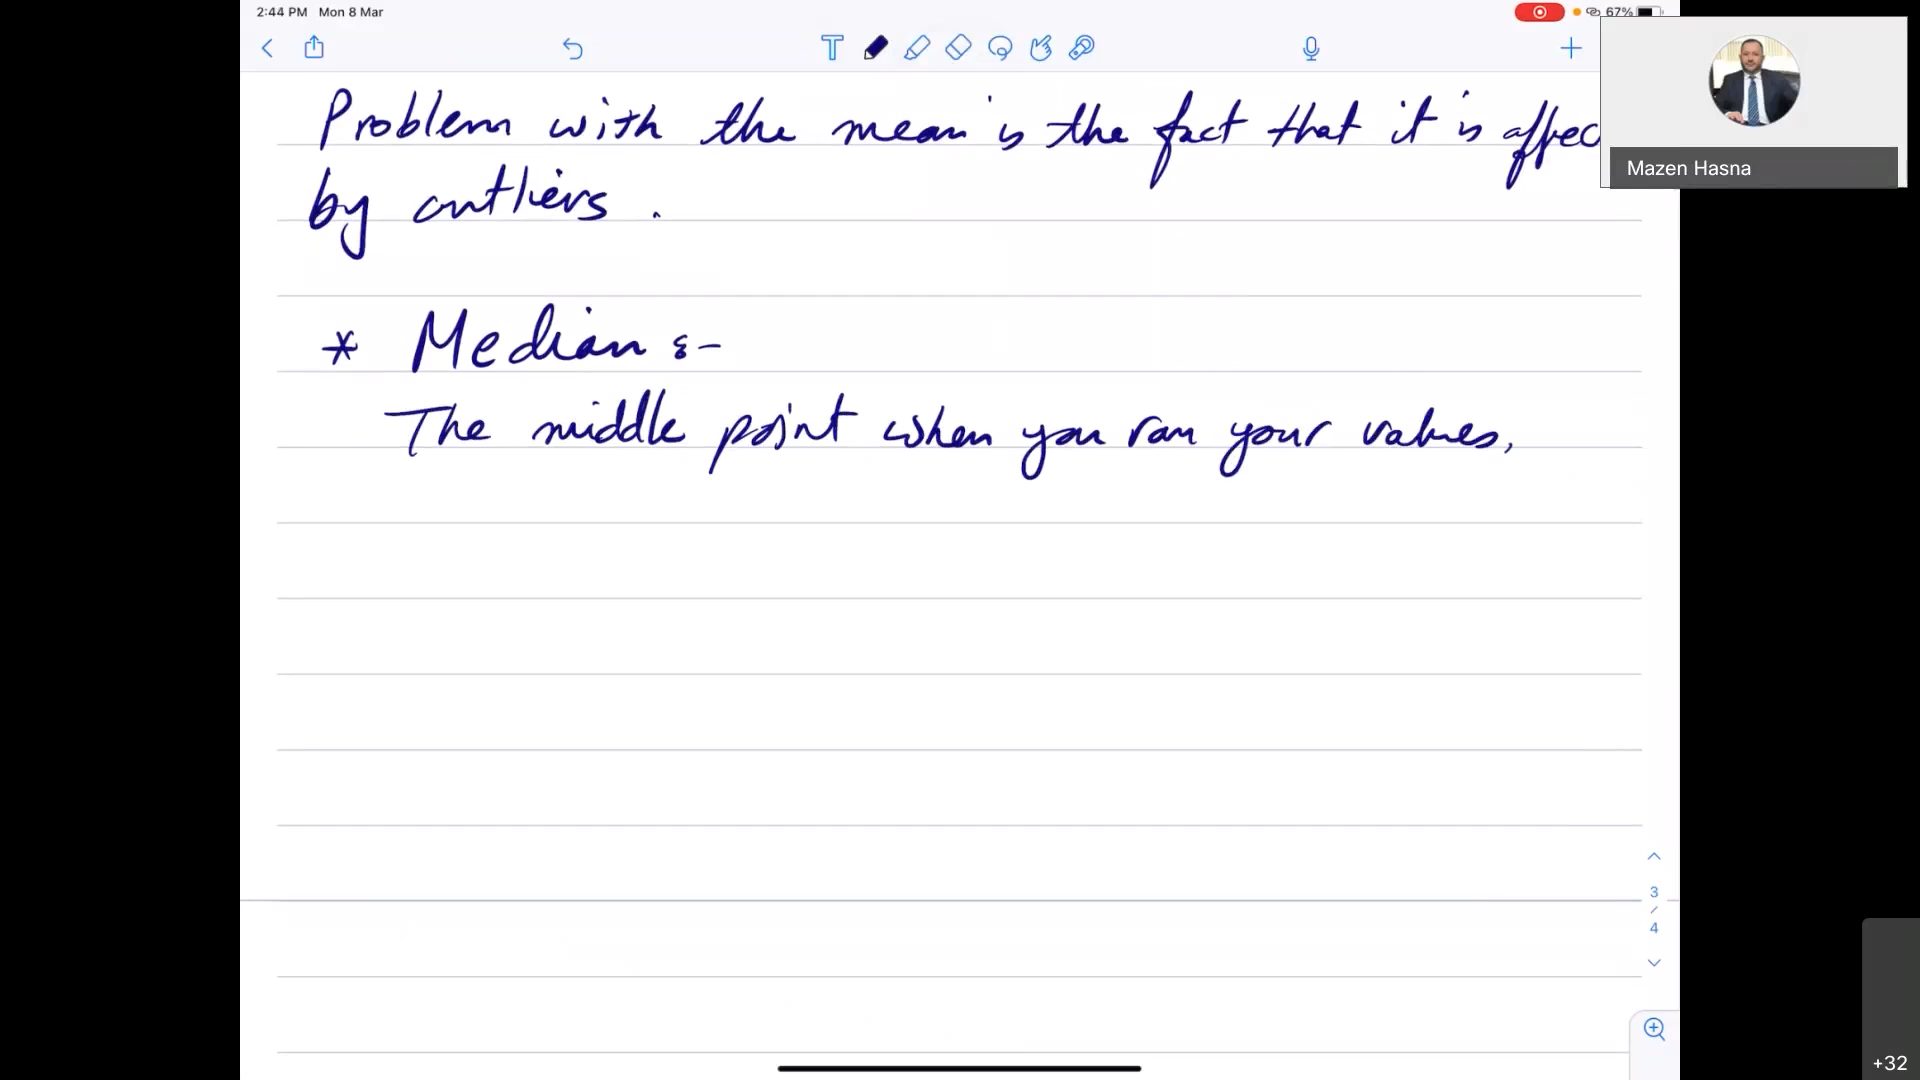 2:44 PM Mon 8 Mar
67%
Problem with the mean is the fact that it is affec
by outliers .
Mazen Hasna
* Median :-
The middle point when you ran your values,
3
/
4
+32